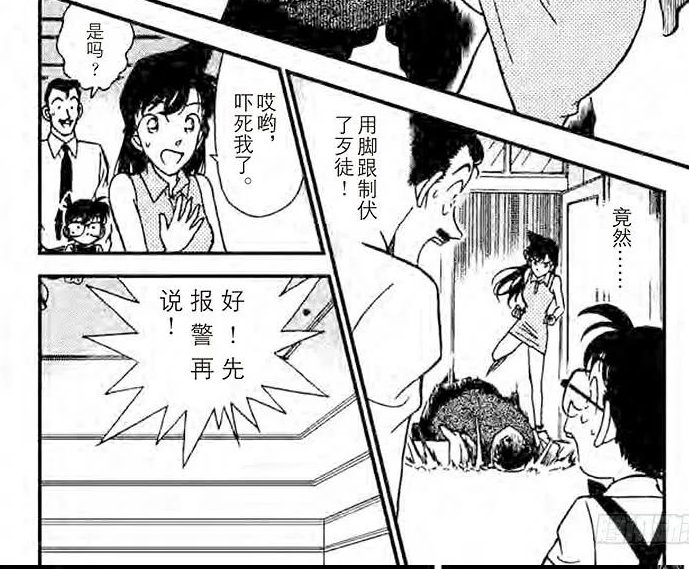 竟然……
用脚跟制伏
了歹徒！
哎哟，
吓死我了。
是吗？
好！先
报警再
说！